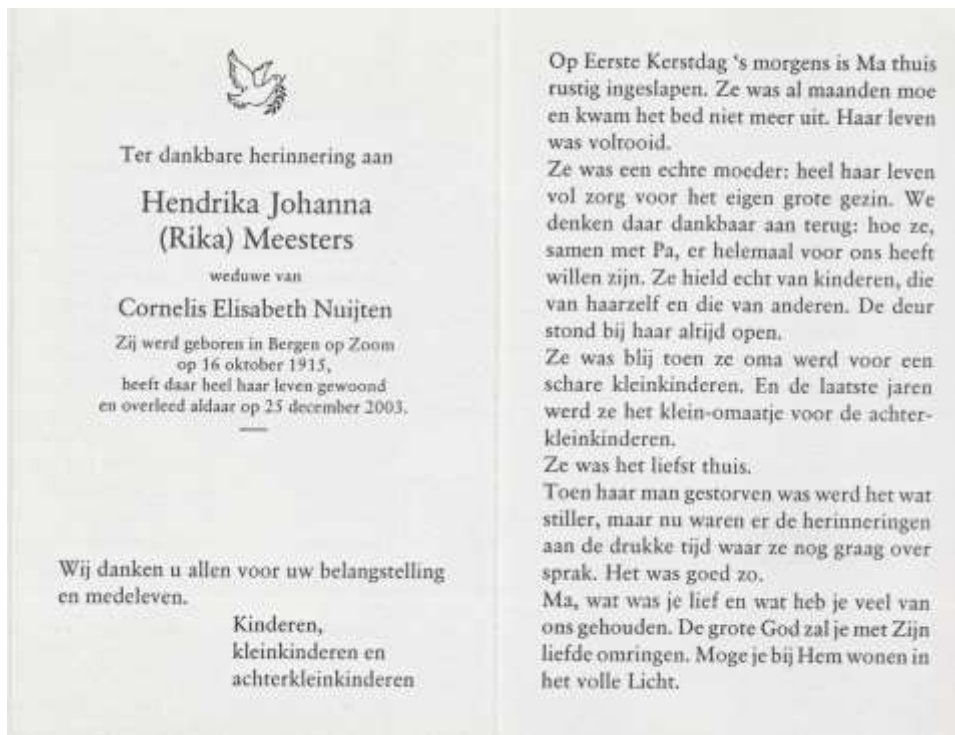 Ter dankbare herinnering aan
Hendrika Johanna
(Rika) Meesters
weduwe van
Cornelis Elisabeth Nuijten
Zij werd geboren in Bergen op Zoom
op 16 oktober 1915,
heeft daar heel haar leven gewoond
en overleed aldaar op 25 december 2003.
Wij danken u allen voor uw belangstelling
en medeleven.
Kinderen,
kleinkinderen en
achterkleinkinderen
Op Eerste Kerstdag 's morgens is Ma thuis
rustig ingeslapen. Ze was al maanden moe
en kwam het bed niet meer uit. Haar leven
was voltooid.
Ze was een echte moeder: heel haar leven
vol zorg voor het eigen grote gezin. We
denken daar dankbaar aan terug: hoe ze,
samen met Pa, er helemaal voor ons heeft
willen zijn. Ze hield echt van kinderen, die
van haarzelf en die van anderen. De deur
stond bij haar altijd open.
Ze was blij toen ze oma werd voor een
schare kleinkinderen. En de laatste jaren
werd ze het klein-omaatje voor de achter-
kleinkinderen.
Ze was het liefst thuis.
Toen haar man gestorven was werd het wat
stiller, maar nu waren er de herinneringen
aan de drukke tijd waar ze nog graag over
sprak. Het was goed zo.
Ma, wat was je lief en wat heb je veel van
ons gehouden. De grote God zal je met Zijn
liefde omringen. Moge je bij Hem wonen in
het volle Licht.